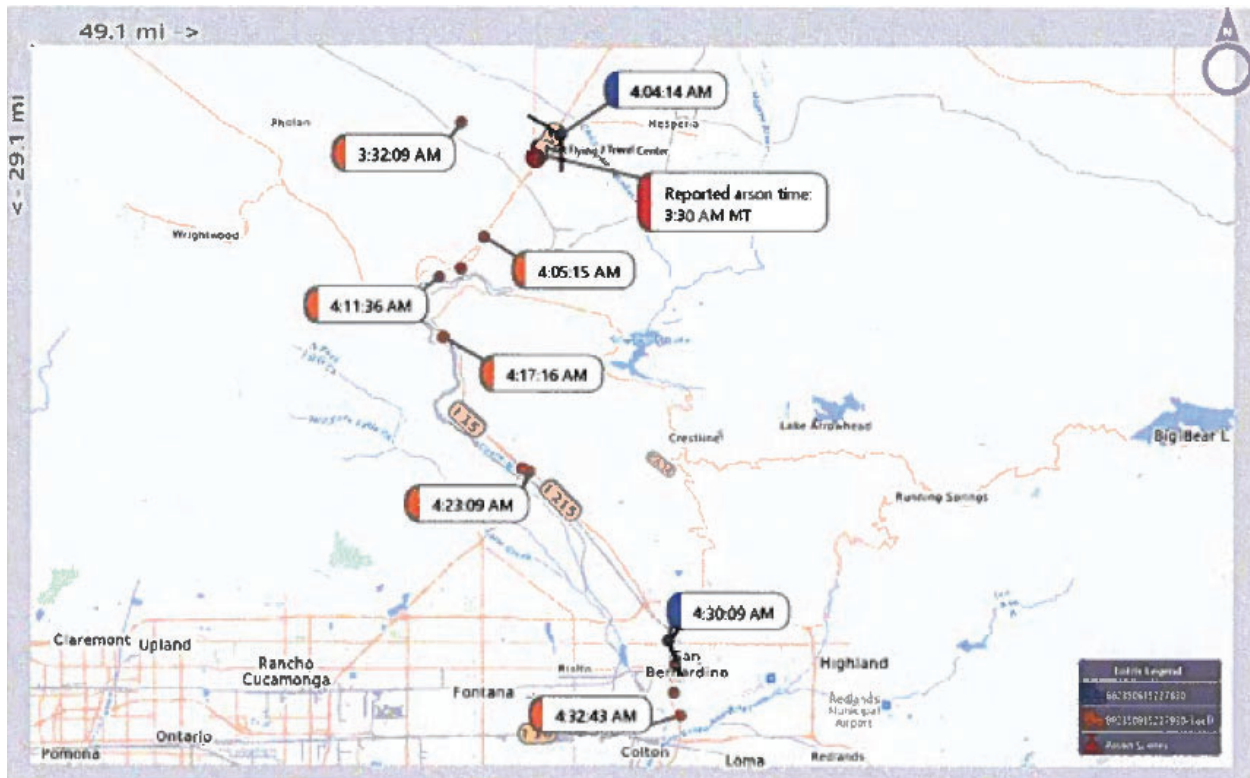 49.1 mi ->
N
<- 29.1 mi
4:04:14 AM
Phelan
Hesperia
3:32:09 AM
Flying J Travel Center
Reported arson time:
3:30 AM MT
Wrightwood
4:05:15 AM
4:11:36 AM
4:17:16 AM
I 15
Crestline
Lake Arrowhead
Big Bear L
4:23:09 AM
I 215
Running Springs
4:30:09 AM
Claremont
Upland
San
Bernardino
Highland
Rancho
Cucamonga
Rialto
Fontana
Redlands
Municipal
Airport
4:32:43 AM
Ontario
Pomona
Colton
Loma
Redlands
Legend
Arson Scenes